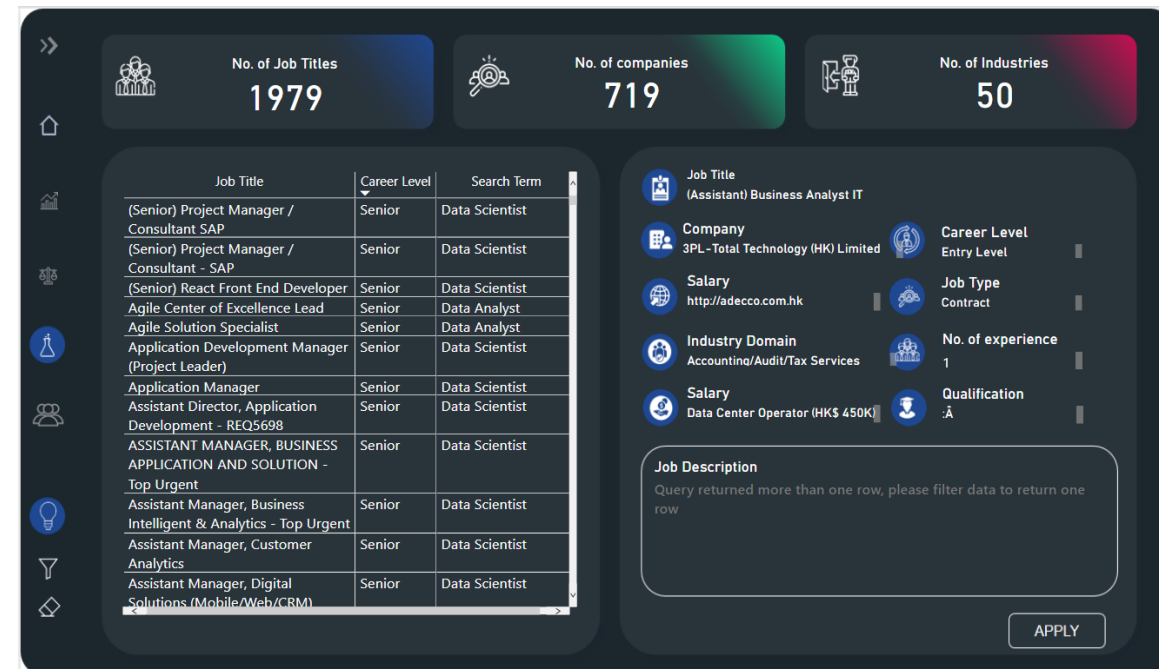 No. of Job Titles
1979
No. of companies
719
No. of Industries
50
Job Title
Career Level
Search Term
(Senior) Project Manager /
Consultant SAP
Senior
Data Scientist
(Senior) Project Manager /
Consultant - SAP
Senior
Data Scientist
(Senior) React Front End Developer
Senior
Data Scientist
Agile Center of Excellence Lead
Senior
Data Analyst
Agile Solution Specialist
Senior
Data Analyst
Application Development Manager
(Project Leader)
Senior
Data Scientist
Application Manager
Senior
Data Scientist
Assistant Director, Application
Development - REQ5698
Senior
Data Scientist
ASSISTANT MANAGER, BUSINESS
APPLICATION AND SOLUTION -
Top Urgent
Senior
Data Scientist
Assistant Manager, Business
Intelligent & Analytics - Top Urgent
Senior
Data Scientist
Assistant Manager, Customer
Analytics
Senior
Data Scientist
Assistant Manager, Digital
Solutions (Mobile/Web/CRM)
Senior
Data Scientist
Job Title
(Assistant) Business Analyst IT
Company
3PL-Total Technology (HK) Limited
Career Level
Entry Level
Salary
http://adecco.com.hk
Job Type
Contract
Industry Domain
Accounting/Audit/Tax Services
No. of experience
1
Salary
Data Center Operator (HK$ 450K)
Qualification
:Â
Job Description
Query returned more than one row, please filter data to return one
row
APPLY